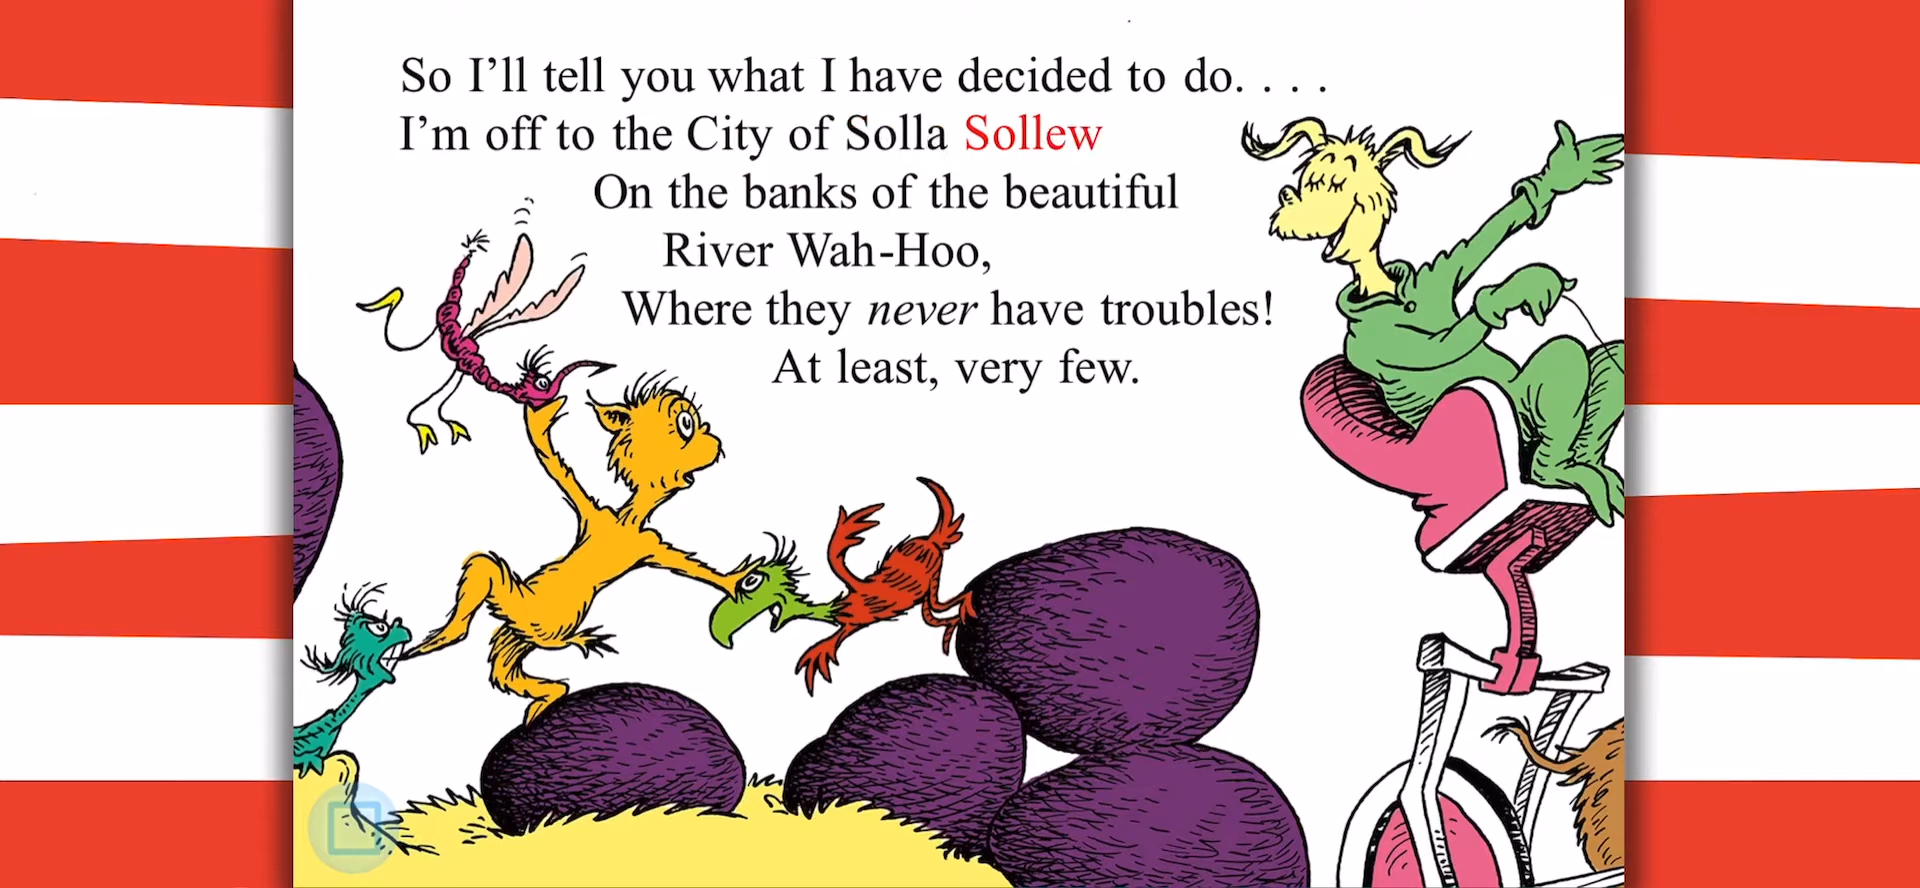 So I’ll tell you what I have decided to do. . . .
I’m off to the City of Solla Sollew
On the banks of the beautiful
River Wah-Hoo,
Where they never have troubles!
At least, very few.